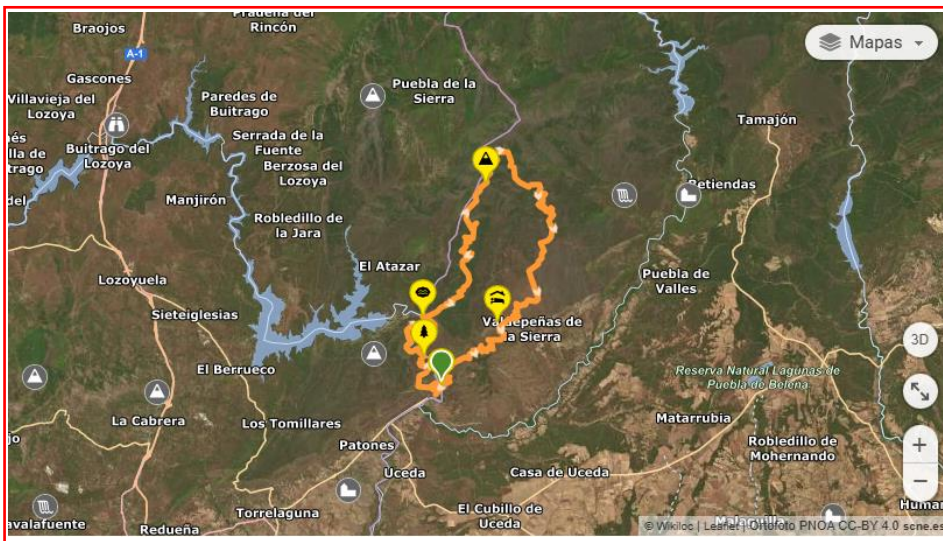 Braojos
Pradena del
Rincón
Mapas
A-1
Gascones
Puebla de la
Sierra
Villavieja del
Lozoya
Paredes de
Buitrago
Tamajón
Serrada de la
Fuente
Buitrago del
Lozoya
Berzosa del
Lozoya
Retiendas
Manjirón
Robledillo de
la Jara
El Atazar
Lozoyuela
Puebla de
Valles
Sieteiglesias
Valdepeñas de
la Sierra
3D
El Berrueco
Reserva Natural Lagunas de
Puebla de Beleña
La Cabrera
Los Tomillares
Matarrubia
Patones
Robledillo de
Mohernando
+
Uceda
Casa de Uceda
−
Torrelaguna
El Cubillo de
Uceda
Redueña
© Wikiloc | Leaflet | Ortofoto PNOA CC-BY 4.0 scne.es